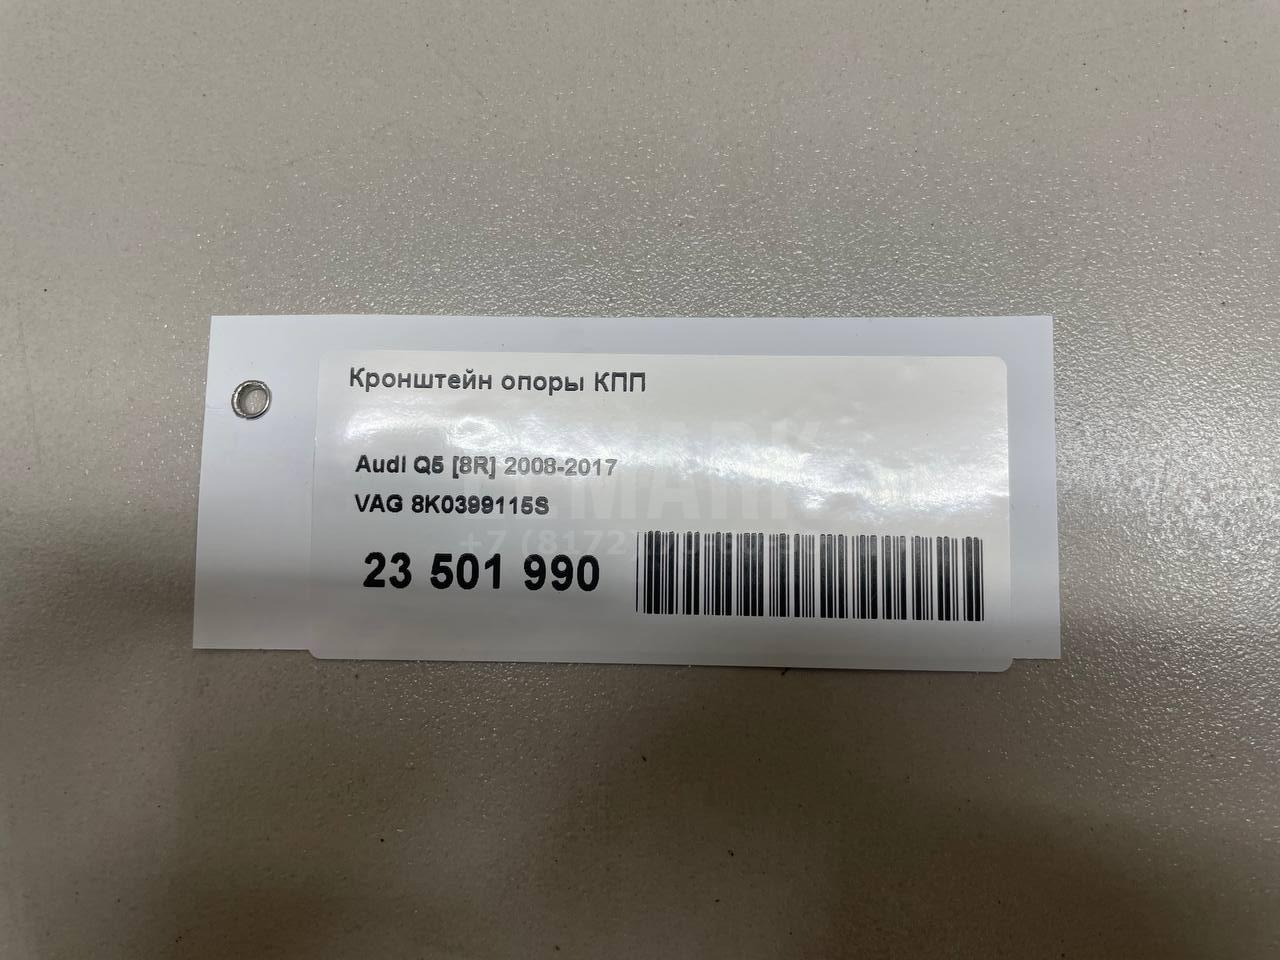 Кронштейн опоры КПП
Audi Q5 [8R] 2008-2017
VAG 8K0399115S
23 501 990